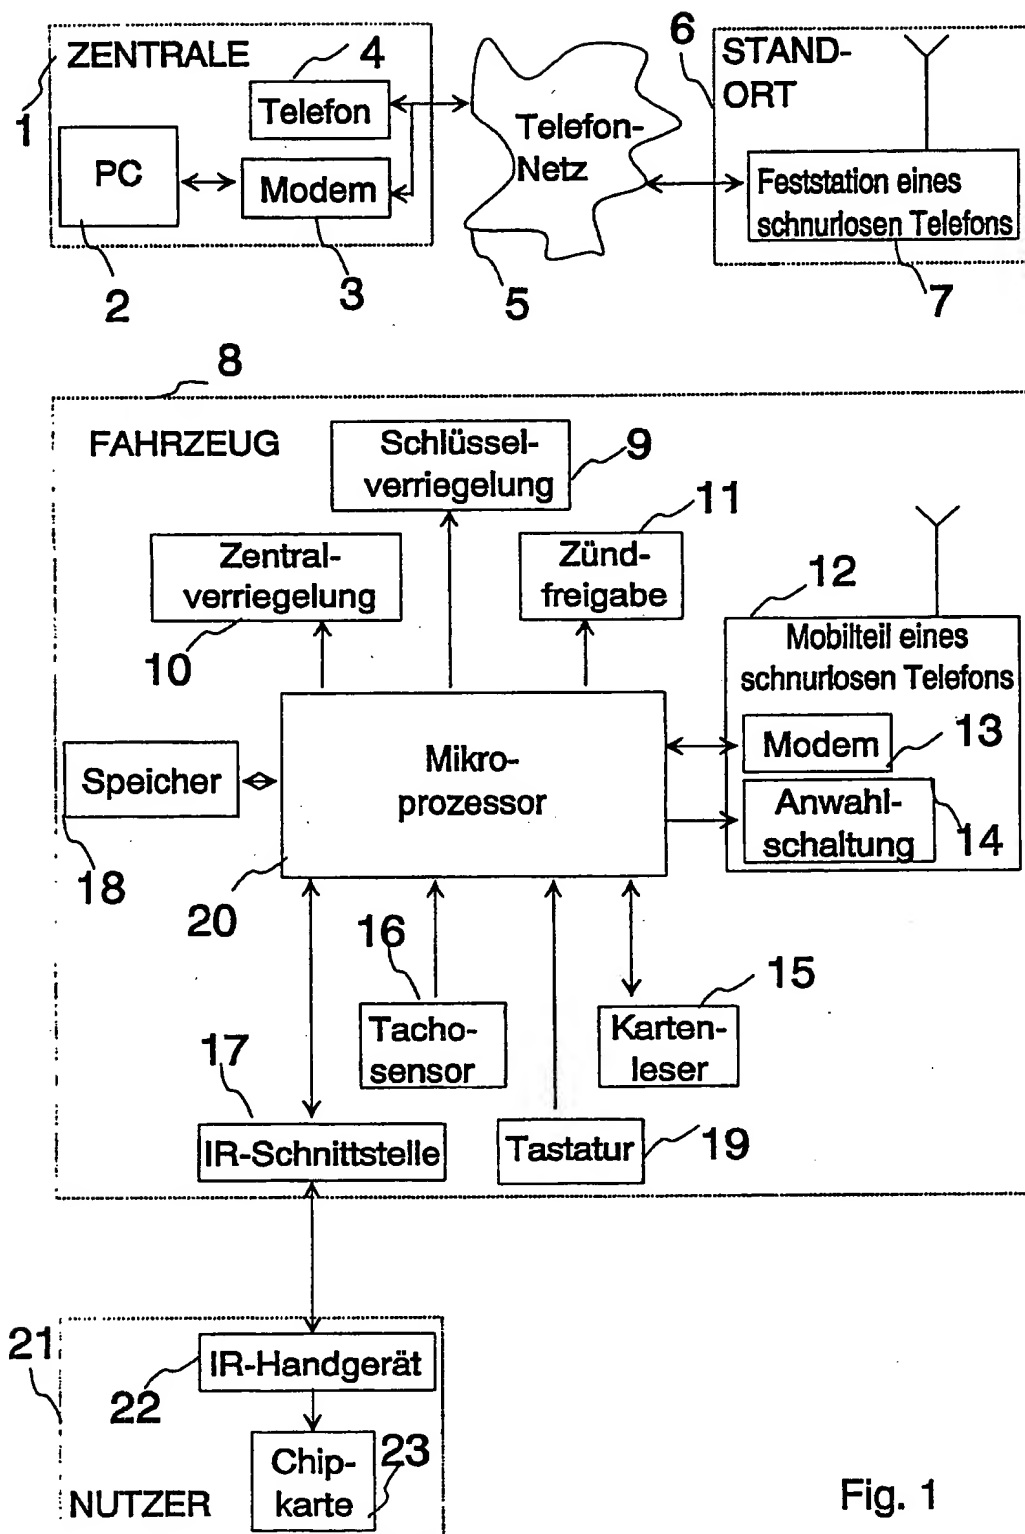 ZENTRALE
4
6
STAND-
ORT
1
Telefon
PC
Modem
Telefon-
Netz
Feststation eines
schnurlosen Telefons
2
3
5
7
8
FAHRZEUG
Schlüssel-
verriegelung
9
11
Zentral-
verriegelung
Zünd-
freigabe
12
10
Mobilteil eines
schnurlosen Telefons
Speicher
Mikro-
prozessor
Modem
13
Anwahl-
schaltung
14
18
20
16
15
Tacho-
sensor
Karten-
leser
17
IR-Schnittstelle
Tastatur
19
21
IR-Handgerät
22
Chip-
karte
23
NUTZER
Fig. 1